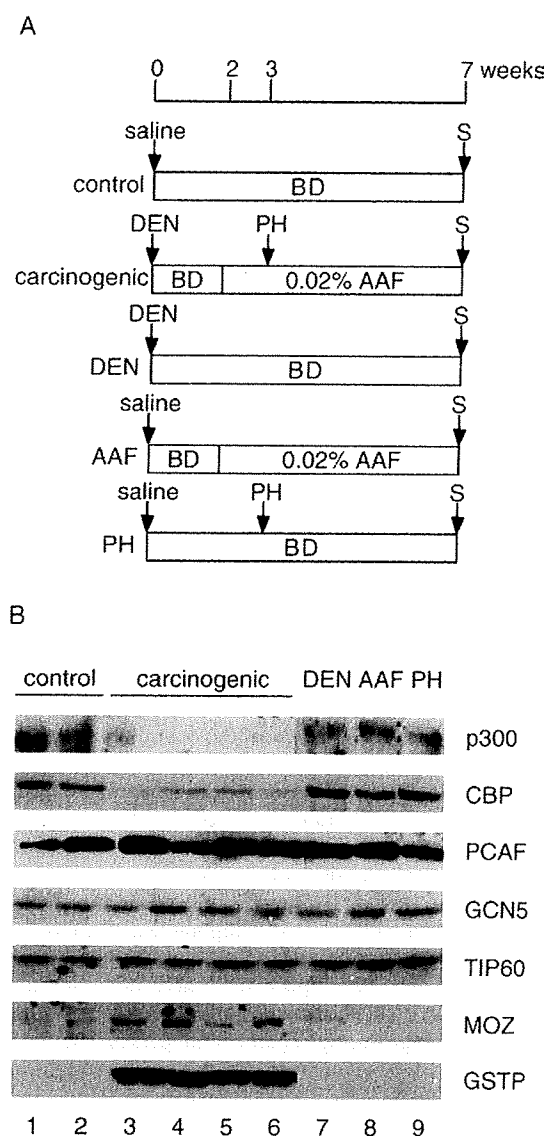 A
0 2 3 7 weeks
saline S
control BD
DEN PH S
carcinogenic BD 0.02% AAF
DEN S
DEN BD
saline S
AAF BD 0.02% AAF
saline PH S
PH BD
B
control carcinogenic DEN AAF PH
p300
CBP
PCAF
GCN5
TIP60
MOZ
GSTP
1 2 3 4 5 6 7 8 9